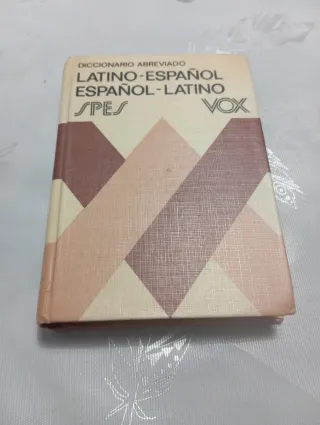 DICCIONARIO ABREVIADO
LATINO-ESPAÑOL
ESPAÑOL-LATINO
SPES VOX